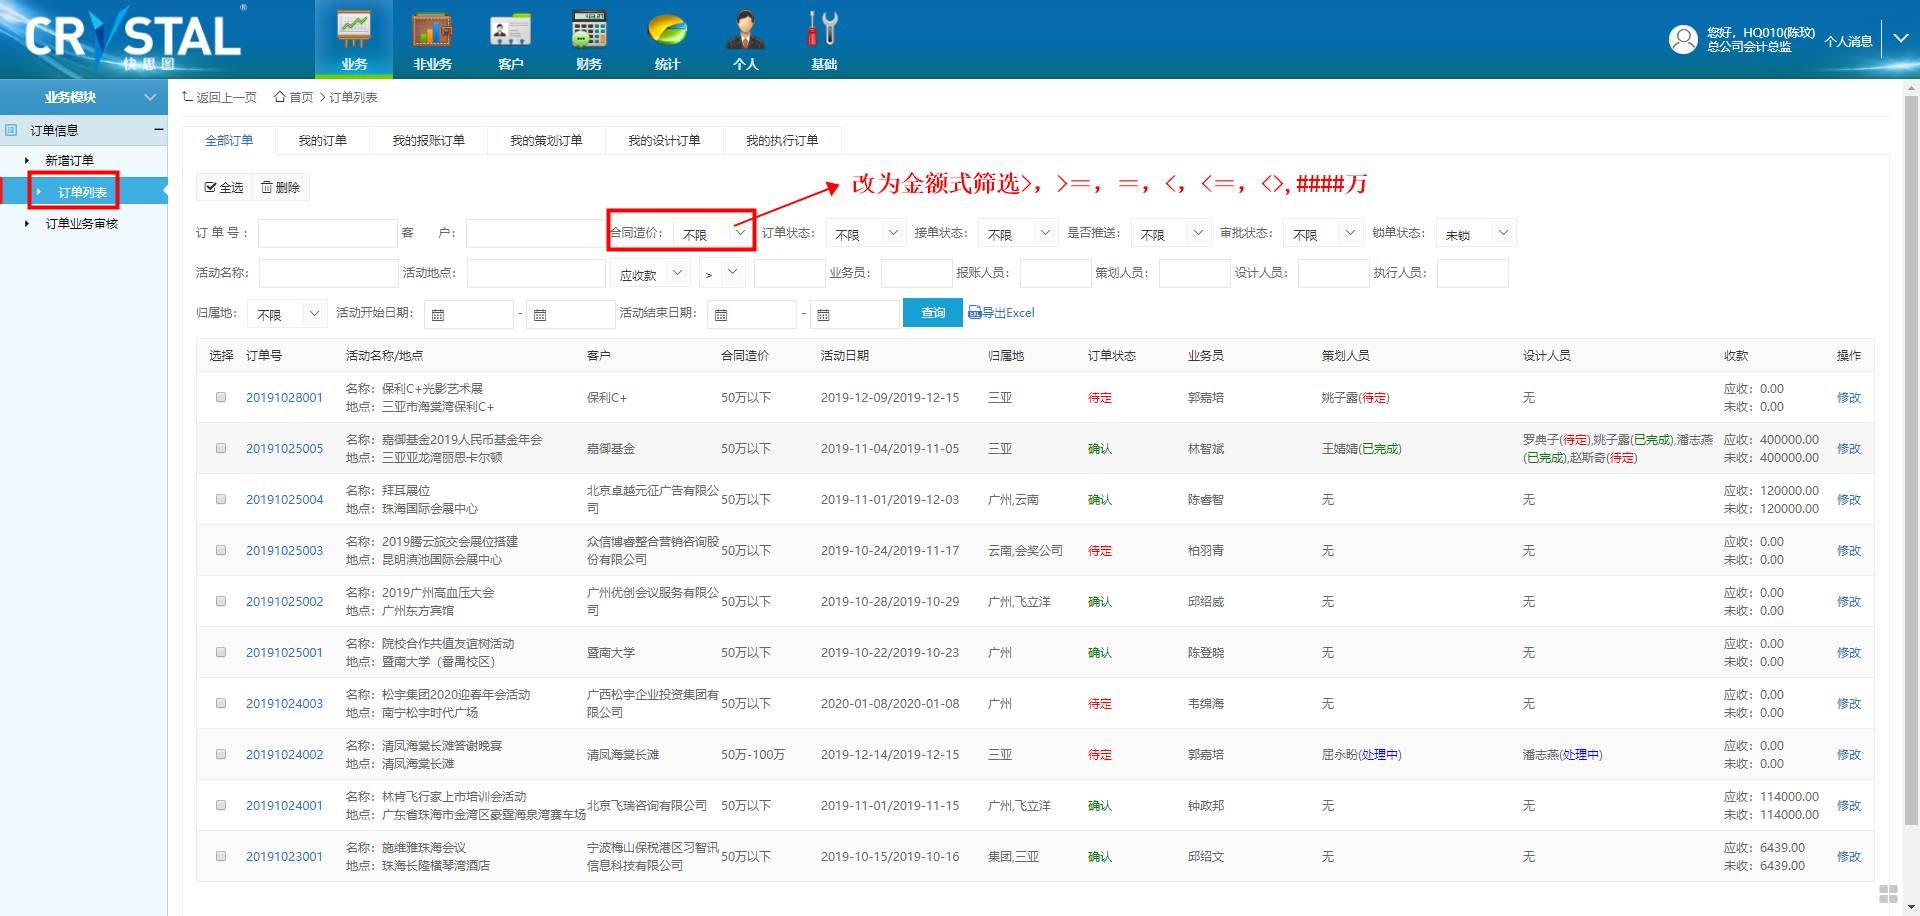 CRYSTAL ®
快思图
业务 非业务 客户 财务 统计 个人 基础
您好，HQ010(陈玟)
总公司会计总监
个人消息
业务模块
返回上一页 首页 > 订单列表
订单信息
新增订单
订单列表
订单业务审核
全部订单 我的订单 我的报账订单 我的策划订单 我的设计订单 我的执行订单
全选 删除
改为金额式筛选>, >=, =, <, <=, <>, ####万
订 单 号： 客 户： 合同造价： 不限 订单状态： 不限 接单状态： 不限 是否推送： 不限 审批状态： 不限 锁单状态： 未锁
活动名称： 活动地点： 应收款 > 业务员： 报账人员： 策划人员： 设计人员： 执行人员：
归属地： 不限 活动开始日期： - 活动结束日期： - 查询 导出Excel
选择 订单号 活动名称/地点 客户 合同造价 活动日期 归属地 订单状态 业务员 策划人员 设计人员 收款 操作
20191028001 名称：保利C+光影艺术展 地点：三亚市海棠湾保利C+ 保利C+ 50万以下 2019-12-09/2019-12-15 三亚 待定 郭嘉培 姚子露(待定) 无 应收：0.00 未收：0.00 修改
20191025005 名称：嘉御基金2019人民币基金年会 地点：三亚亚龙湾丽思卡尔顿 嘉御基金 50万以下 2019-11-04/2019-11-05 三亚 确认 林智斌 王婧婧(已完成) 罗典子(待定),姚子露(已完成),潘志燕(已完成),赵斯奇(待定) 应收：400000.00 未收：400000.00 修改
20191025004 名称：拜耳展位 地点：珠海国际会展中心 北京卓越元征广告有限公司 50万以下 2019-11-01/2019-12-03 广州,云南 确认 陈睿智 无 无 应收：120000.00 未收：120000.00 修改
20191025003 名称：2019腾云旅交会展位搭建 地点：昆明滇池国际会展中心 众信博睿整合营销咨询股份有限公司 50万以下 2019-10-24/2019-11-17 云南,会奖公司 待定 柏羽青 无 无 应收：0.00 未收：0.00 修改
20191025002 名称：2019广州高血压大会 地点：广州东方宾馆 广州优创会议服务有限公司 50万以下 2019-10-28/2019-10-29 广州,飞立洋 确认 邱绍威 无 无 应收：0.00 未收：0.00 修改
20191025001 名称：院校合作共值友谊树活动 地点：暨南大学（番禺校区） 暨南大学 50万以下 2019-10-22/2019-10-23 广州 确认 陈登晓 无 无 应收：0.00 未收：0.00 修改
20191024003 名称：松宇集团2020迎春年会活动 地点：南宁松宇时代广场 广西松宇企业投资集团有限公司 50万以下 2020-01-08/2020-01-08 广州 待定 韦绵海 无 无 应收：0.00 未收：0.00 修改
20191024002 名称：清凤海棠长滩答谢晚宴 地点：清凤海棠长滩 清凤海棠长滩 50万-100万 2019-12-14/2019-12-15 三亚 待定 郭嘉培 屈永盼(处理中) 潘志燕(处理中) 应收：0.00 未收：0.00 修改
20191024001 名称：林肯飞行家上市培训会活动 地点：广东省珠海市金湾区豪霆海泉湾赛车场 北京飞瑞咨询有限公司 50万以下 2019-11-01/2019-11-15 广州,飞立洋 确认 钟政邦 无 无 应收：114000.00 未收：114000.00 修改
20191023001 名称：施维雅珠海会议 地点：珠海长隆横琴湾酒店 宁波梅山保税港区习智讯信息科技有限公司 50万以下 2019-10-15/2019-10-16 集团,三亚 确认 邱绍文 无 无 应收：6439.00 未收：6439.00 修改